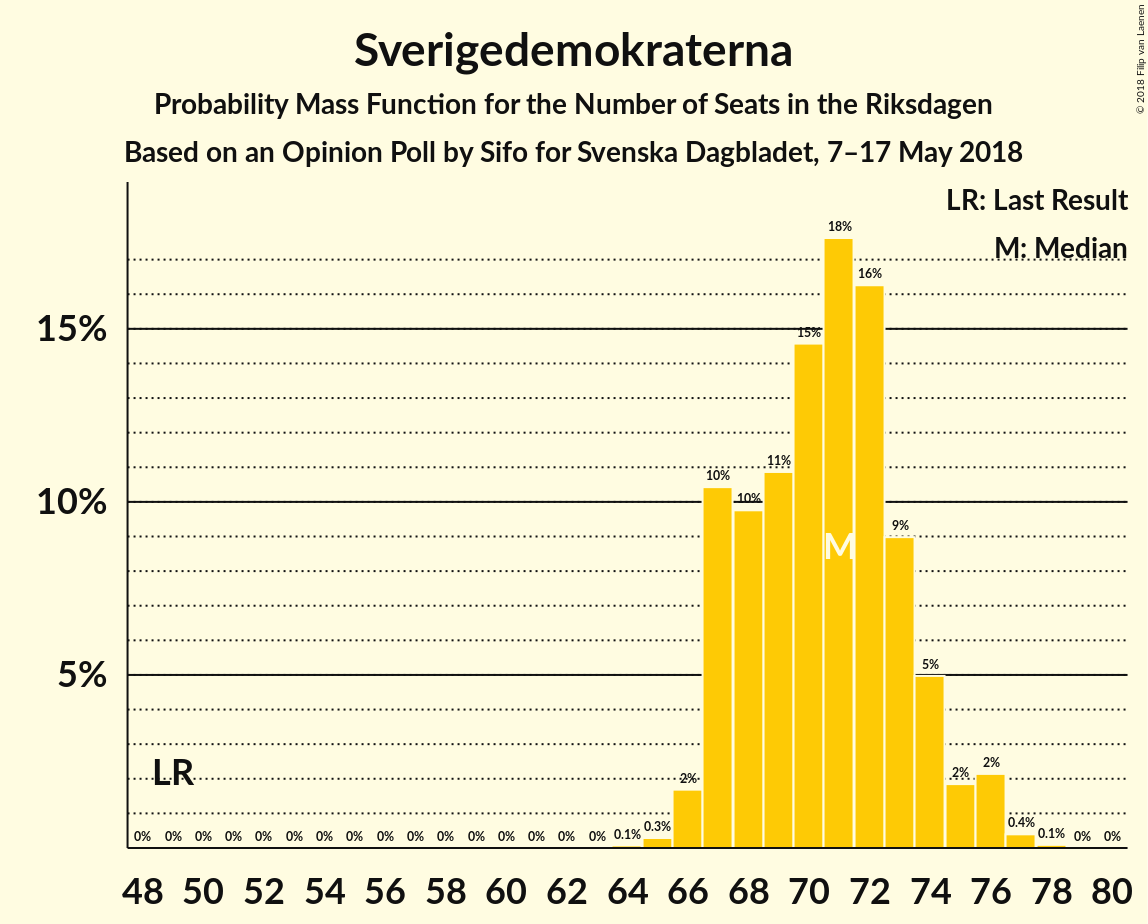 © 2018 Filip van Laenen
Sverigedemokraterna
Probability Mass Function for the Number of Seats in the Riksdagen
Based on an Opinion Poll by Sifo for Svenska Dagbladet, 7–17 May 2018
LR: Last Result
M: Median
18%
16%
15%
15%
11%
10%
10%
10%
9%
M
5%
5%
LR
2%
2%
2%
0% 0% 0% 0% 0% 0% 0% 0% 0% 0% 0% 0% 0% 0% 0% 0% 0.1% 0.3% 0.4% 0.1% 0% 0%
48 50 52 54 56 58 60 62 64 66 68 70 72 74 76 78 80